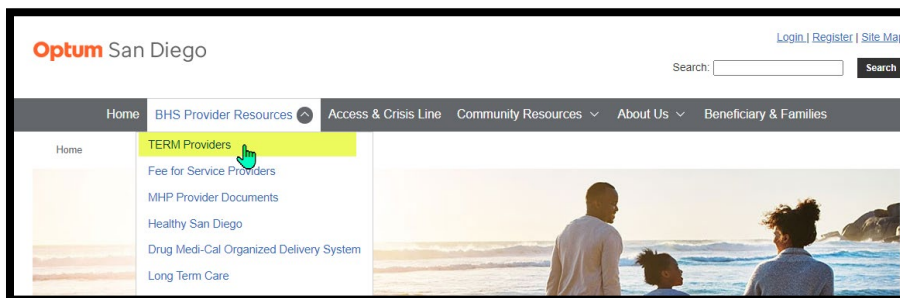 Optum San Diego
Login | Register | Site Map
Search:
Search
Home BHS Provider Resources Access & Crisis Line Community Resources About Us Beneficiary & Families
Home
TERM Providers
Fee for Service Providers
MHP Provider Documents
Healthy San Diego
Drug Medi-Cal Organized Delivery System
Long Term Care